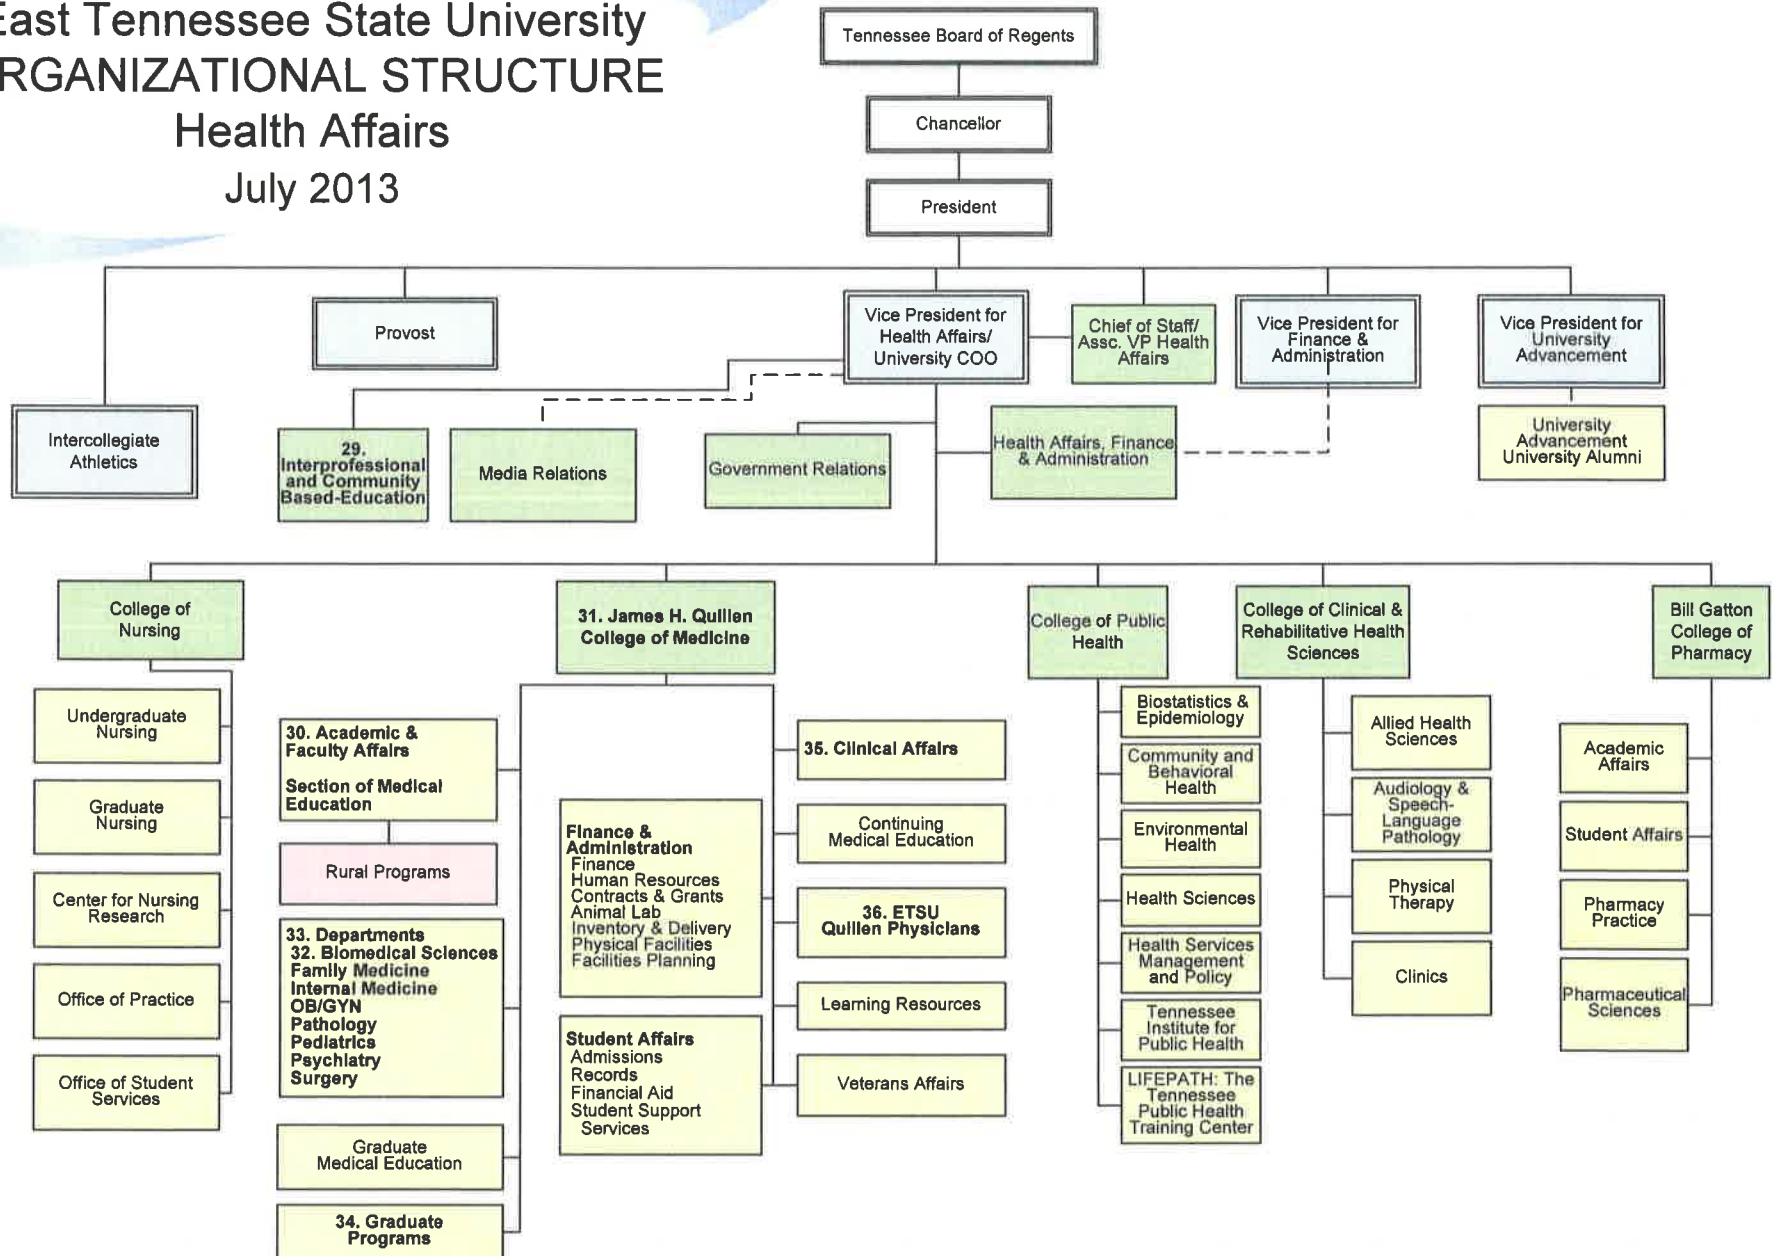 East Tennessee State University
RGANIZATIONAL STRUCTURE
Health Affairs
July 2013
Tennessee Board of Regents
Chancellor
President
Provost
Vice President for
Health Affairs/
University COO
Chief of Staff/
Assc. VP Health
Affairs
Vice President for
Finance &
Administration
Vice President for
University
Advancement
Intercollegiate
Athletics
29.
Interprofessional
and Community
Based-Education
Media Relations
Government Relations
Health Affairs, Finance
& Administration
University
Advancement
University Alumni
College of
Nursing
31. James H. Quillen
College of Medicine
College of Public
Health
College of Clinical &
Rehabilitative Health
Sciences
Bill Gatton
College of
Pharmacy
Undergraduate
Nursing
Graduate
Nursing
Center for Nursing
Research
Office of Practice
Office of Student
Services
30. Academic &
Faculty Affairs
Section of Medical
Education
Rural Programs
33. Departments
32. Biomedical Sciences
Family Medicine
Internal Medicine
OB/GYN
Pathology
Pediatrics
Psychiatry
Surgery
Graduate
Medical Education
34. Graduate
Programs
Finance &
Administration
Finance
Human Resources
Contracts & Grants
Animal Lab
Inventory & Delivery
Physical Facilities
Facilities Planning
Student Affairs
Admissions
Records
Financial Aid
Student Support
Services
35. Clinical Affairs
Continuing
Medical Education
36. ETSU
Quillen Physicians
Learning Resources
Veterans Affairs
Biostatistics &
Epidemiology
Community and
Behavioral
Health
Environmental
Health
Health Sciences
Health Services
Management
and Policy
Tennessee
Institute for
Public Health
LIFEPATH: The
Tennessee
Public Health
Training Center
Allied Health
Sciences
Audiology &
Speech-
Language
Pathology
Physical
Therapy
Clinics
Academic
Affairs
Student Affairs
Pharmacy
Practice
Pharmaceutical
Sciences